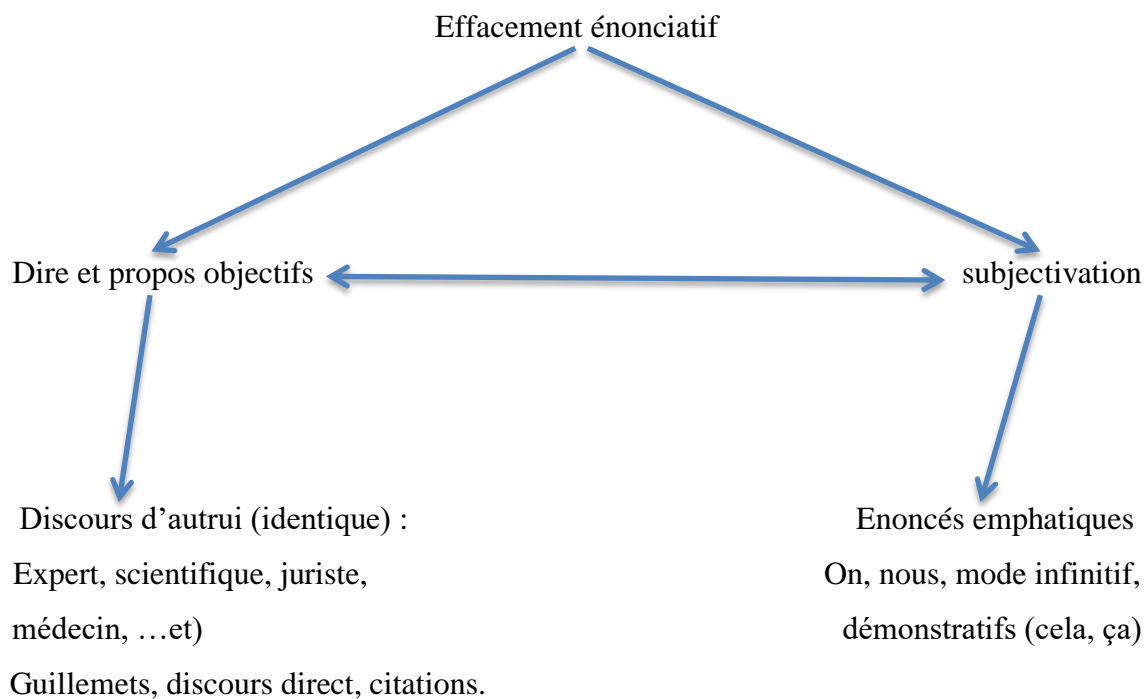 Effacement énonciatif
Dire et propos objectifs
subjectivation
Discours d’autrui (identique) :
Expert, scientifique, juriste,
médecin, …et)
Guillemets, discours direct, citations.
Enoncés emphatiques
On, nous, mode infinitif,
démonstratifs (cela, ça)